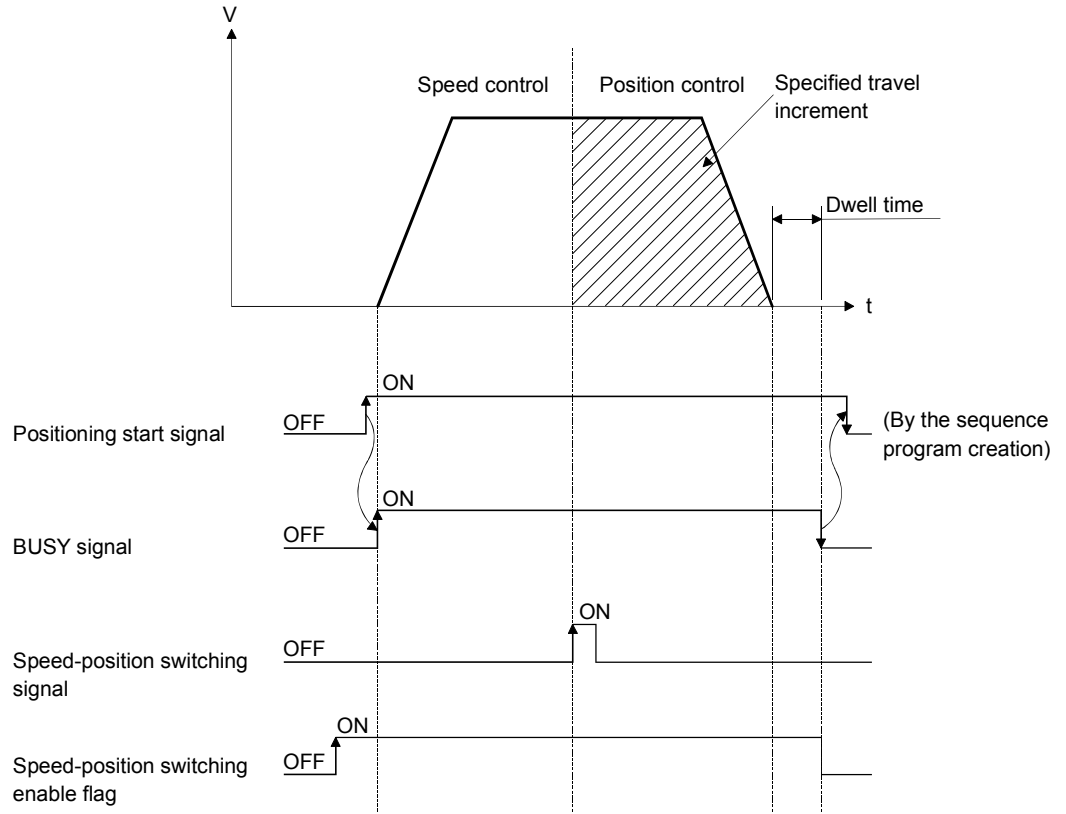 V
Speed control
Position control
Specified travel
increment
Dwell time
t
ON
OFF
Positioning start signal
(By the sequence
program creation)
ON
OFF
BUSY signal
ON
OFF
Speed-position switching
signal
ON
OFF
Speed-position switching
enable flag